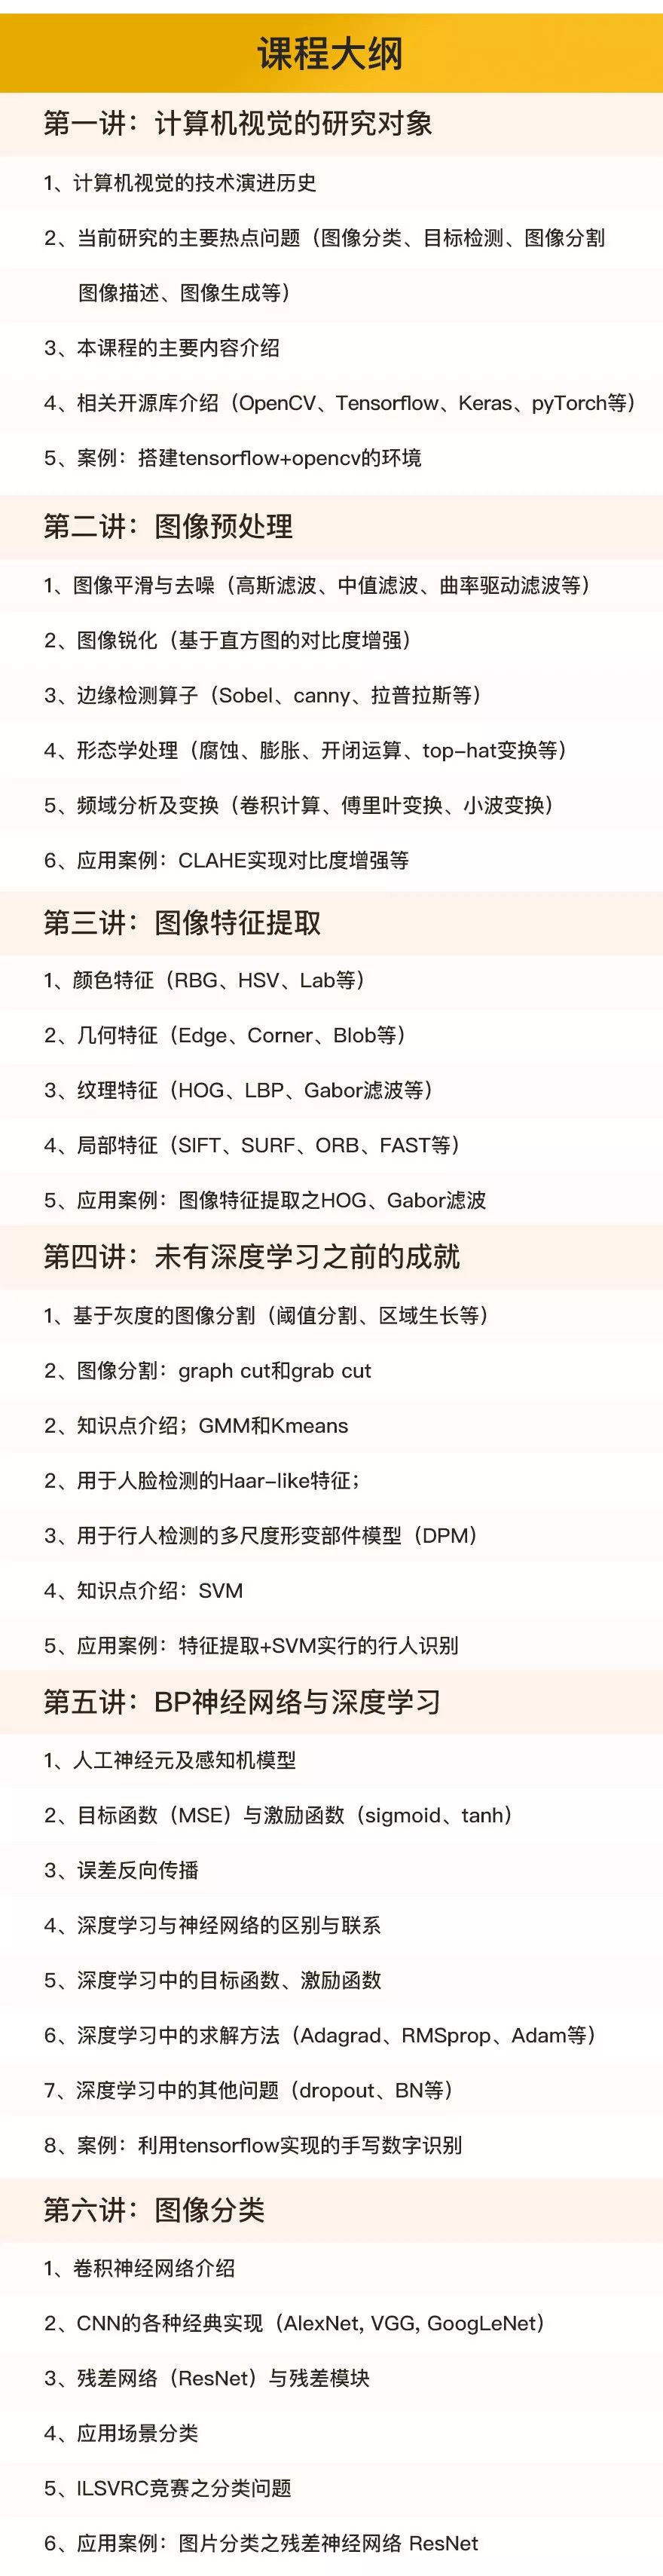 课程大纲
第一讲：计算机视觉的研究对象
1、计算机视觉的技术演进历史
2、当前研究的主要热点问题（图像分类、目标检测、图像分割
图像描述、图像生成等）
3、本课程的主要内容介绍
4、相关开源库介绍（OpenCV、Tensorflow、Keras、pyTorch等）
5、案例：搭建tensorflow+opencv的环境
第二讲：图像预处理
1、图像平滑与去噪（高斯滤波、中值滤波、曲率驱动滤波等）
2、图像锐化（基于直方图的对比度增强）
3、边缘检测算子（Sobel、canny、拉普拉斯等）
4、形态学处理（腐蚀、膨胀、开闭运算、top-hat变换等）
5、频域分析及变换（卷积计算、傅里叶变换、小波变换）
6、应用案例：CLAHE实现对比度增强等
第三讲：图像特征提取
1、颜色特征（RBG、HSV、Lab等）
2、几何特征（Edge、Corner、Blob等）
3、纹理特征（HOG、LBP、Gabor滤波等）
4、局部特征（SIFT、SURF、ORB、FAST等）
5、应用案例：图像特征提取之HOG、Gabor滤波
第四讲：未有深度学习之前的成就
1、基于灰度的图像分割（阈值分割、区域生长等）
2、图像分割：graph cut和grab cut
2、知识点介绍；GMM和Kmeans
2、用于人脸检测的Haar-like特征；
3、用于行人检测的多尺度形变部件模型（DPM）
4、知识点介绍：SVM
5、应用案例：特征提取+SVM实行的行人识别
第五讲：BP神经网络与深度学习
1、人工神经元及感知机模型
2、目标函数（MSE）与激励函数（sigmoid、tanh）
3、误差反向传播
4、深度学习与神经网络的区别与联系
5、深度学习中的目标函数、激励函数
6、深度学习中的求解方法（Adagrad、RMSprop、Adam等）
7、深度学习中的其他问题（dropout、BN等）
8、案例：利用tensorflow实现的手写数字识别
第六讲：图像分类
1、卷积神经网络介绍
2、CNN的各种经典实现（AlexNet, VGG, GoogLeNet）
3、残差网络（ResNet）与残差模块
4、应用场景分类
5、ILSVRC竞赛之分类问题
6、应用案例：图片分类之残差神经网络 ResNet